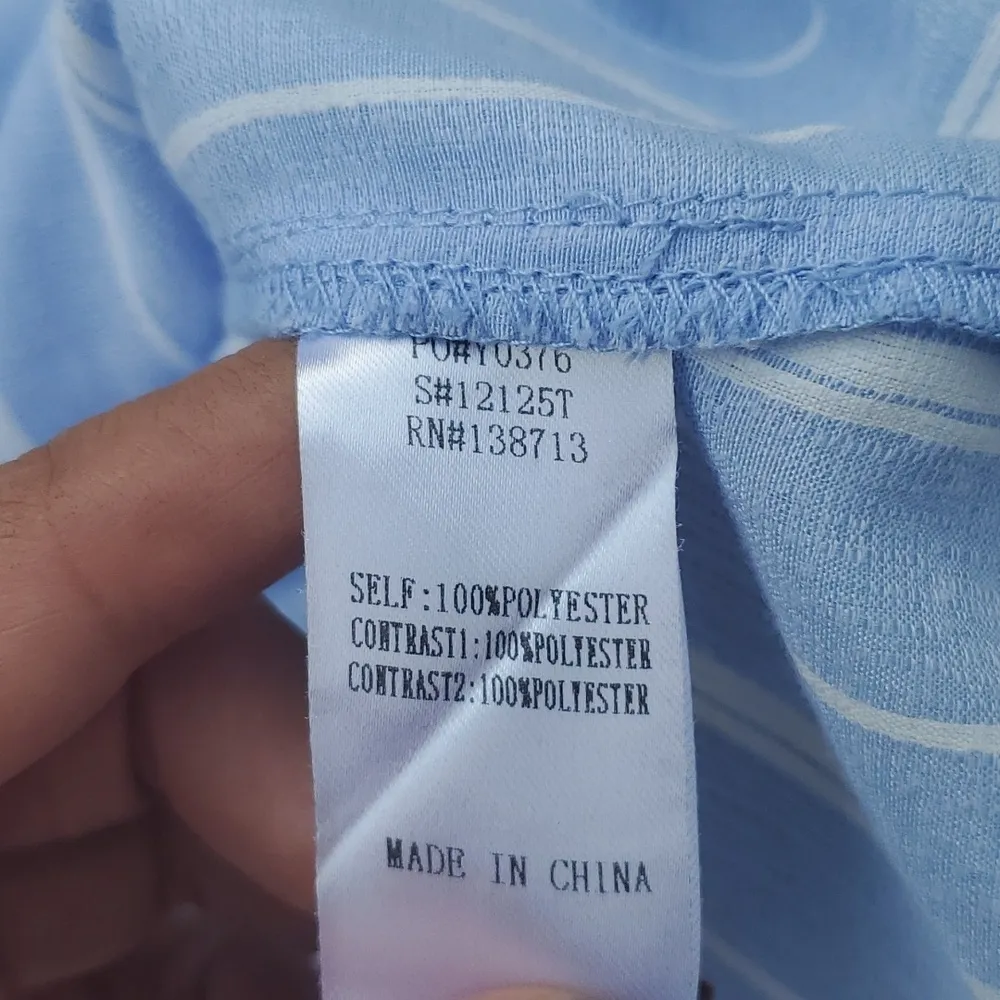 PO#Y0376
S#12125T
RN#138713
SELF:100%POLYESTER
CONTRAST1:100%POLYESTER
CONTRAST2:100%POLYESTER
MADE IN CHINA